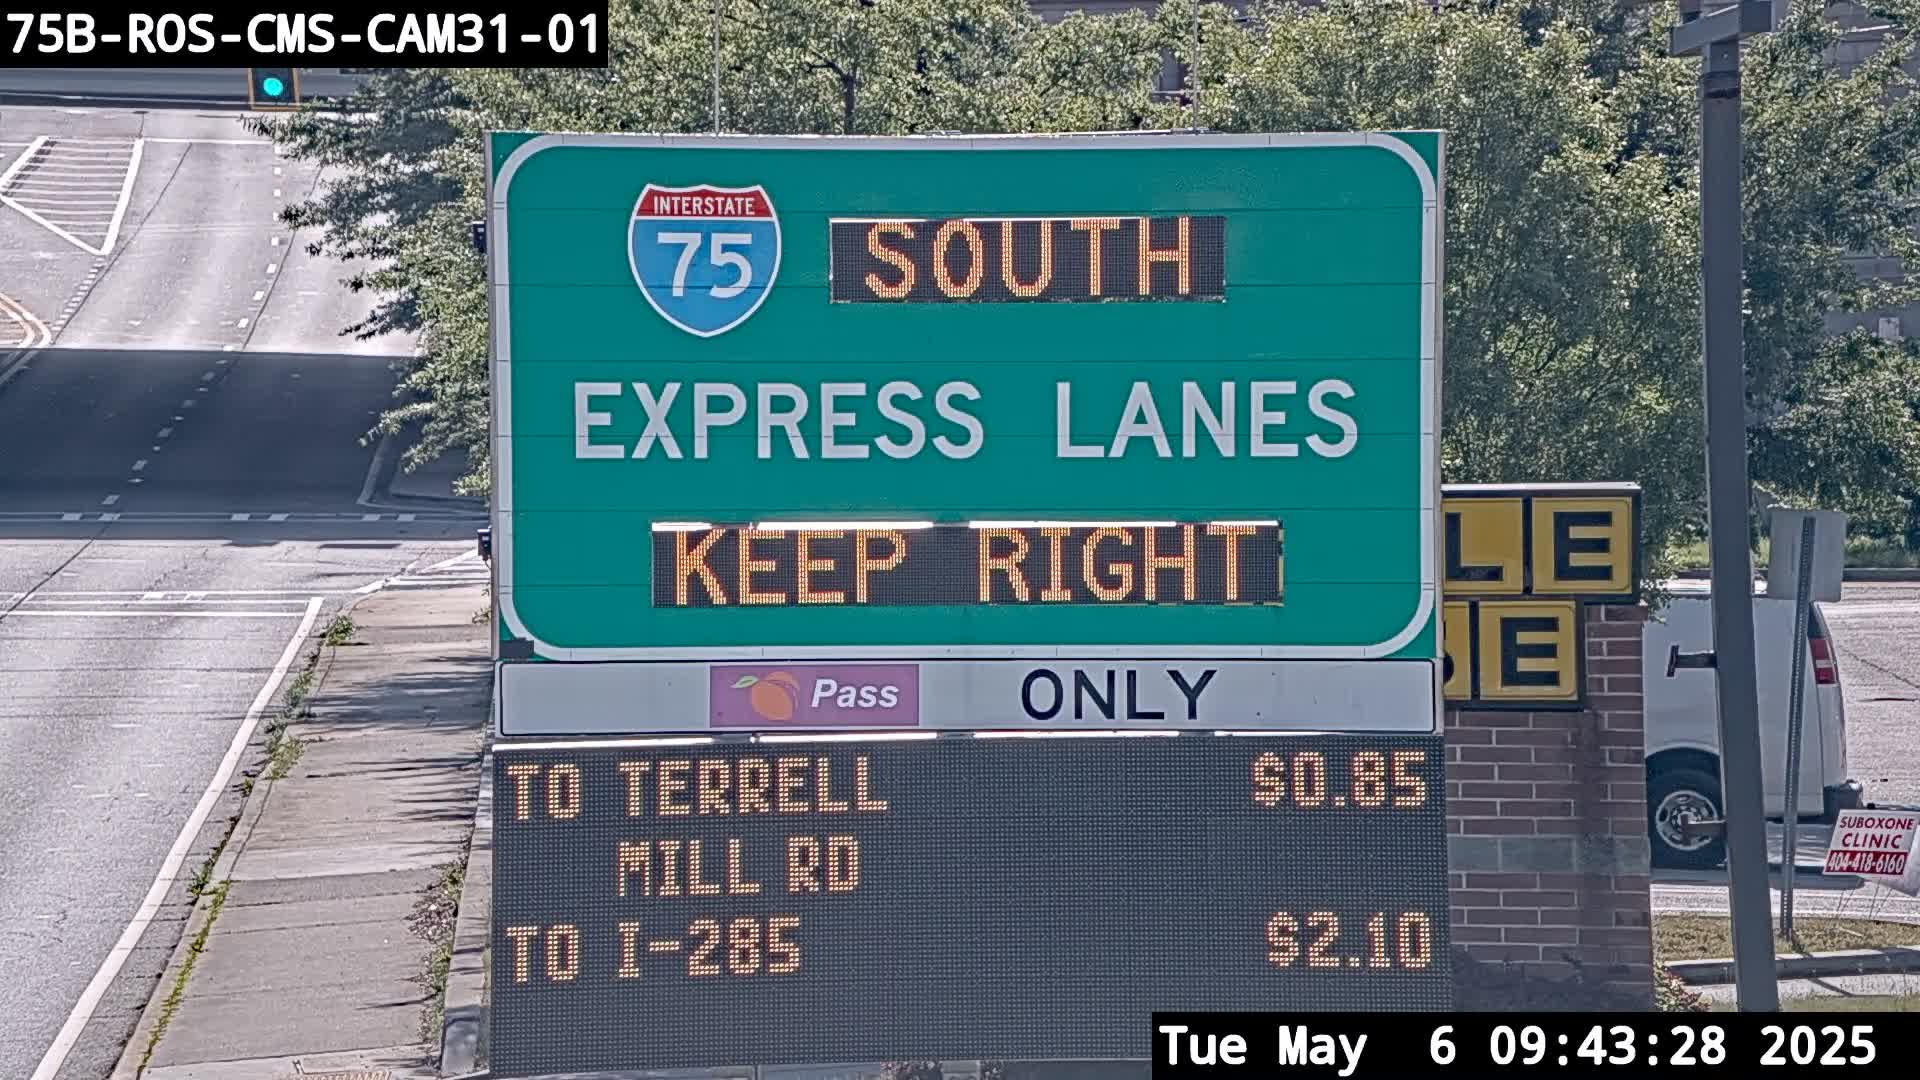 75B-ROS-CMS-CAM31-01
INTERSTATE
75
SOUTH
EXPRESS LANES
KEEP RIGHT
Pass ONLY
TO TERRELL $0.85
MILL RD
TO I-285 $2.10
LE
E
SUBOXONE
CLINIC
404-418-6160
Tue May 6 09:43:28 2025